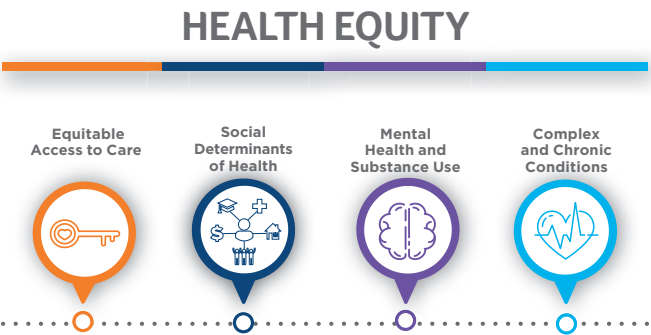 HEALTH EQUITY
Equitable
Access to Care
Social
Determinants
of Health
Mental
Health and
Substance Use
Complex
and Chronic
Conditions
$